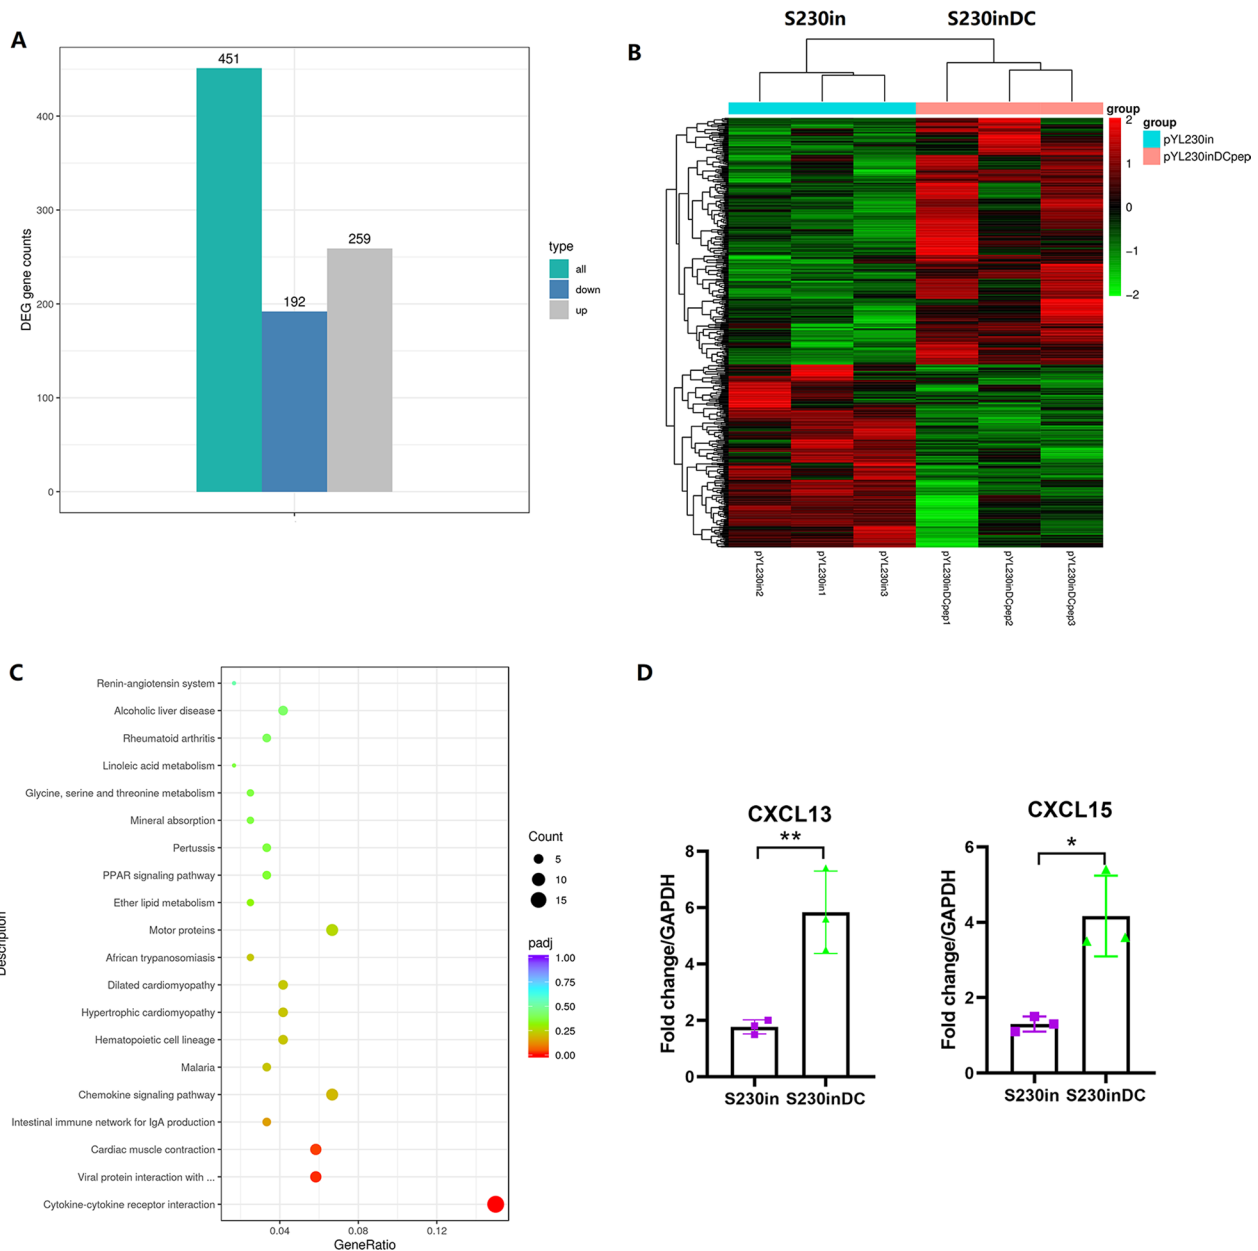 A
451
192
259
400
300
200
100
0
DEG gene counts
type
all
down
up
B
S230in
S230inDC
group
2
1
0
−1
−2
group
pYL230in
pYL230inDCpep
pYL230in2
pYL230in1
pYL230in3
pYL230inDCpep1
pYL230inDCpep2
pYL230inDCpep3
C
Renin-angiotensin system
Alcoholic liver disease
Rheumatoid arthritis
Linoleic acid metabolism
Glycine, serine and threonine metabolism
Mineral absorption
Pertussis
PPAR signaling pathway
Ether lipid metabolism
Motor proteins
African trypanosomiasis
Dilated cardiomyopathy
Hypertrophic cardiomyopathy
Hematopoietic cell lineage
Malaria
Chemokine signaling pathway
Intestinal immune network for IgA production
Cardiac muscle contraction
Viral protein interaction with ...
Cytokine-cytokine receptor interaction
Description
0.04
0.08
0.12
GeneRatio
Count
5
10
15
padj
1.00
0.75
0.50
0.25
0.00
D
CXCL13
**
8
6
4
2
0
Fold change/GAPDH
S230in
S230inDC
CXCL15
*
6
4
2
0
Fold change/GAPDH
S230in
S230inDC